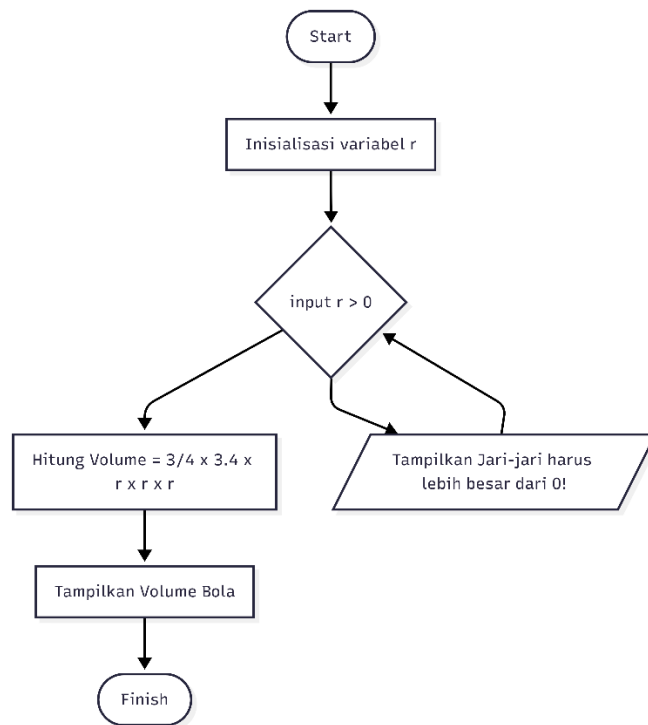 Start
Inisialisasi variabel r
input r > 0
Hitung Volume = 3/4 x 3.4 x
r x r x r
Tampilkan Jari-jari harus
lebih besar dari 0!
Tampilkan Volume Bola
Finish